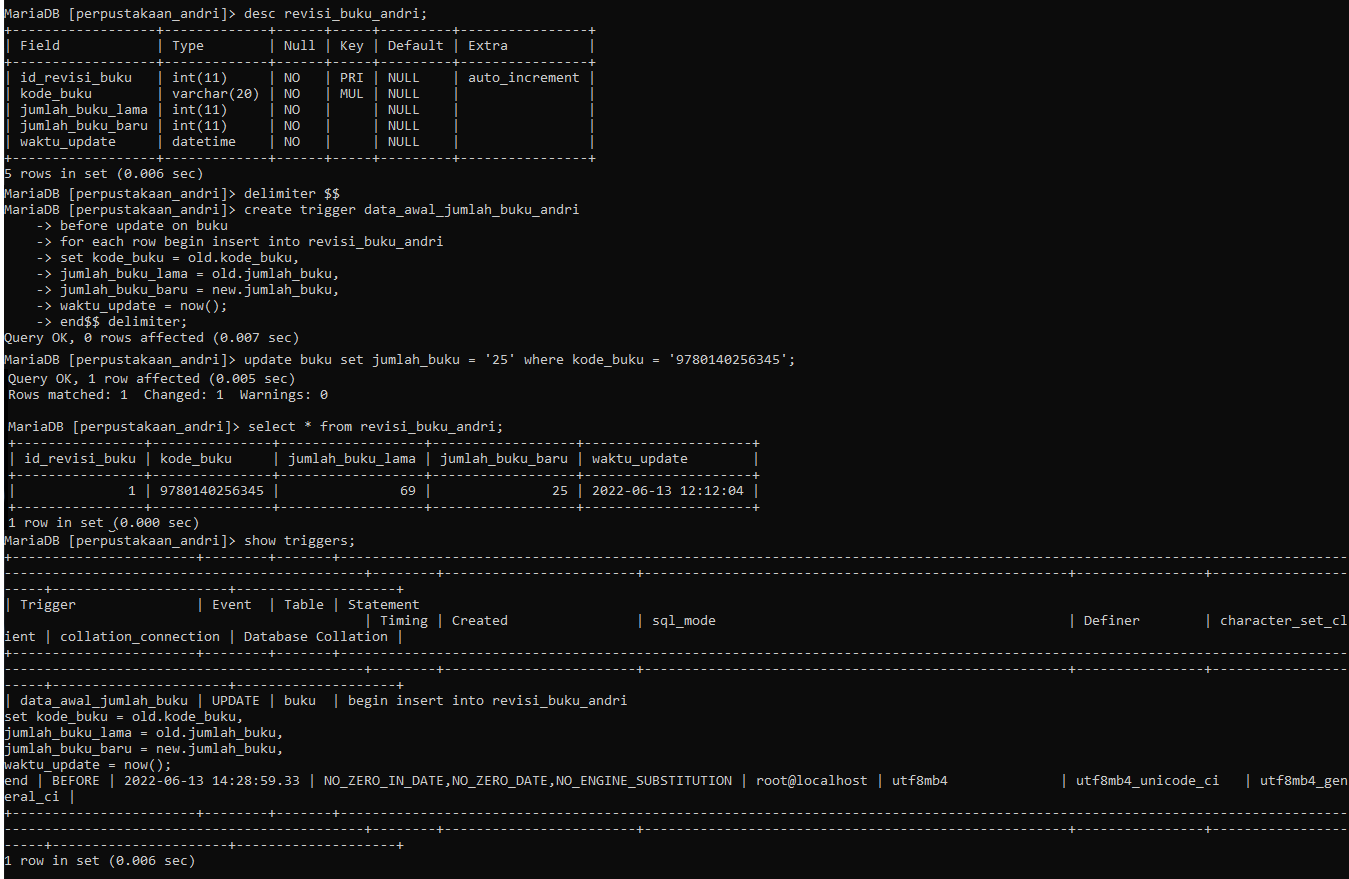 MariaDB [perpustakaan_andri]> desc revisi_buku_andri;
+------------------+-------------+------+-----+---------+----------------+
| Field            | Type        | Null | Key | Default | Extra          |
+------------------+-------------+------+-----+---------+----------------+
| id_revisi_buku   | int(11)     | NO   | PRI | NULL    | auto_increment |
| kode_buku        | varchar(20) | NO   | MUL | NULL    |                |
| jumlah_buku_lama | int(11)     | NO   |     | NULL    |                |
| jumlah_buku_baru | int(11)     | NO   |     | NULL    |                |
| waktu_update     | datetime    | NO   |     | NULL    |                |
+------------------+-------------+------+-----+---------+----------------+
5 rows in set (0.006 sec)
MariaDB [perpustakaan_andri]> delimiter $$
MariaDB [perpustakaan_andri]> create trigger data_awal_jumlah_buku_andri
    -> before update on buku
    -> for each row begin insert into revisi_buku_andri
    -> set kode_buku = old.kode_buku,
    -> jumlah_buku_lama = old.jumlah_buku,
    -> jumlah_buku_baru = new.jumlah_buku,
    -> waktu_update = now();
    -> end$$ delimiter;
Query OK, 0 rows affected (0.007 sec)
MariaDB [perpustakaan_andri]> update buku set jumlah_buku = '25' where kode_buku = '9780140256345';
Query OK, 1 row affected (0.005 sec)
Rows matched: 1  Changed: 1  Warnings: 0
MariaDB [perpustakaan_andri]> select * from revisi_buku_andri;
+----------------+---------------+------------------+------------------+---------------------+
| id_revisi_buku | kode_buku     | jumlah_buku_lama | jumlah_buku_baru | waktu_update        |
+----------------+---------------+------------------+------------------+---------------------+
|              1 | 9780140256345 |               69 |               25 | 2022-06-13 12:12:04 |
+----------------+---------------+------------------+------------------+---------------------+
1 row in set (0.000 sec)
MariaDB [perpustakaan_andri]> show triggers;
| Trigger               | Event  | Table | Statement
| Timing | Created                | sql_mode                                            | Definer        | character_set_cl
ient | collation_connection | Database Collation |
| data_awal_jumlah_buku | UPDATE | buku  | begin insert into revisi_buku_andri
set kode_buku = old.kode_buku,
jumlah_buku_lama = old.jumlah_buku,
jumlah_buku_baru = new.jumlah_buku,
waktu_update = now();
end | BEFORE | 2022-06-13 14:28:59.33 | NO_ZERO_IN_DATE,NO_ZERO_DATE,NO_ENGINE_SUBSTITUTION | root@localhost | utf8mb4              | utf8mb4_unicode_ci   | utf8mb4_gen
eral_ci |
1 row in set (0.006 sec)